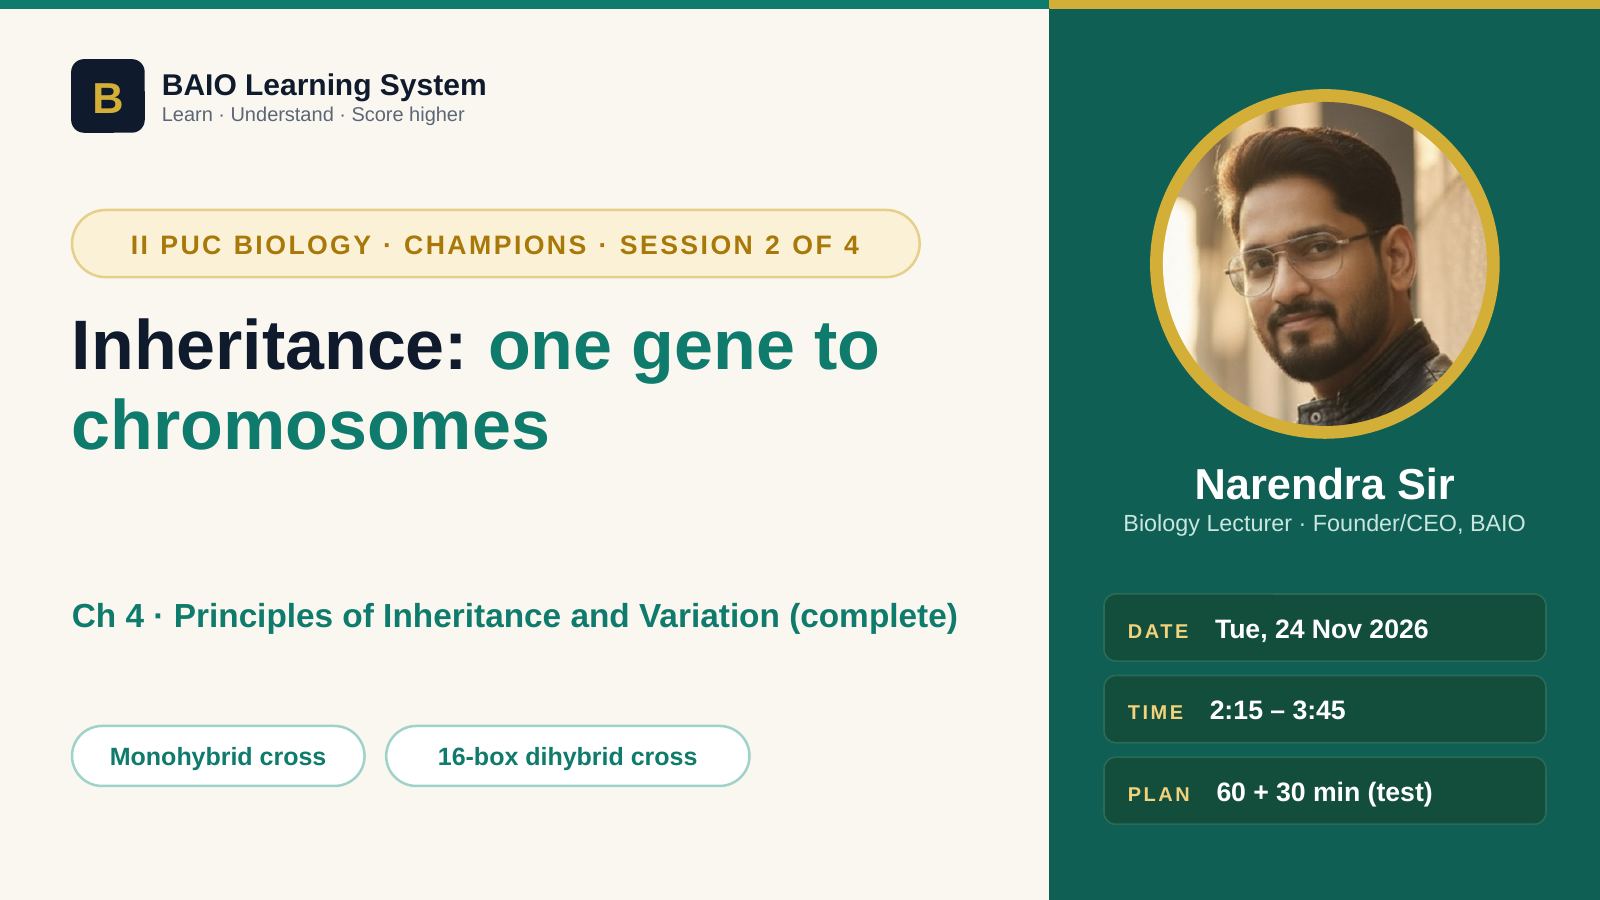 B
BAIO Learning System
Learn · Understand · Score higher
II PUC BIOLOGY · CHAMPIONS · SESSION 2 OF 4
Inheritance: one gene to
chromosomes
Ch 4 · Principles of Inheritance and Variation (complete)
Monohybrid cross
16-box dihybrid cross
Narendra Sir
Biology Lecturer · Founder/CEO, BAIO
DATE Tue, 24 Nov 2026
TIME 2:15 – 3:45
PLAN 60 + 30 min (test)